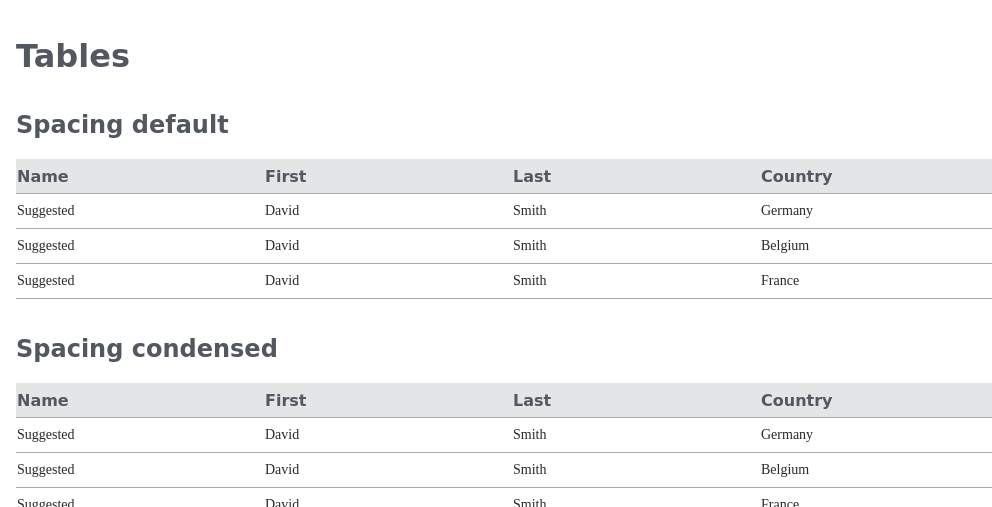 Tables
Spacing default
Name First Last Country
Suggested David Smith Germany
Suggested David Smith Belgium
Suggested David Smith France
Spacing condensed
Name First Last Country
Suggested David Smith Germany
Suggested David Smith Belgium
Suggested David Smith France